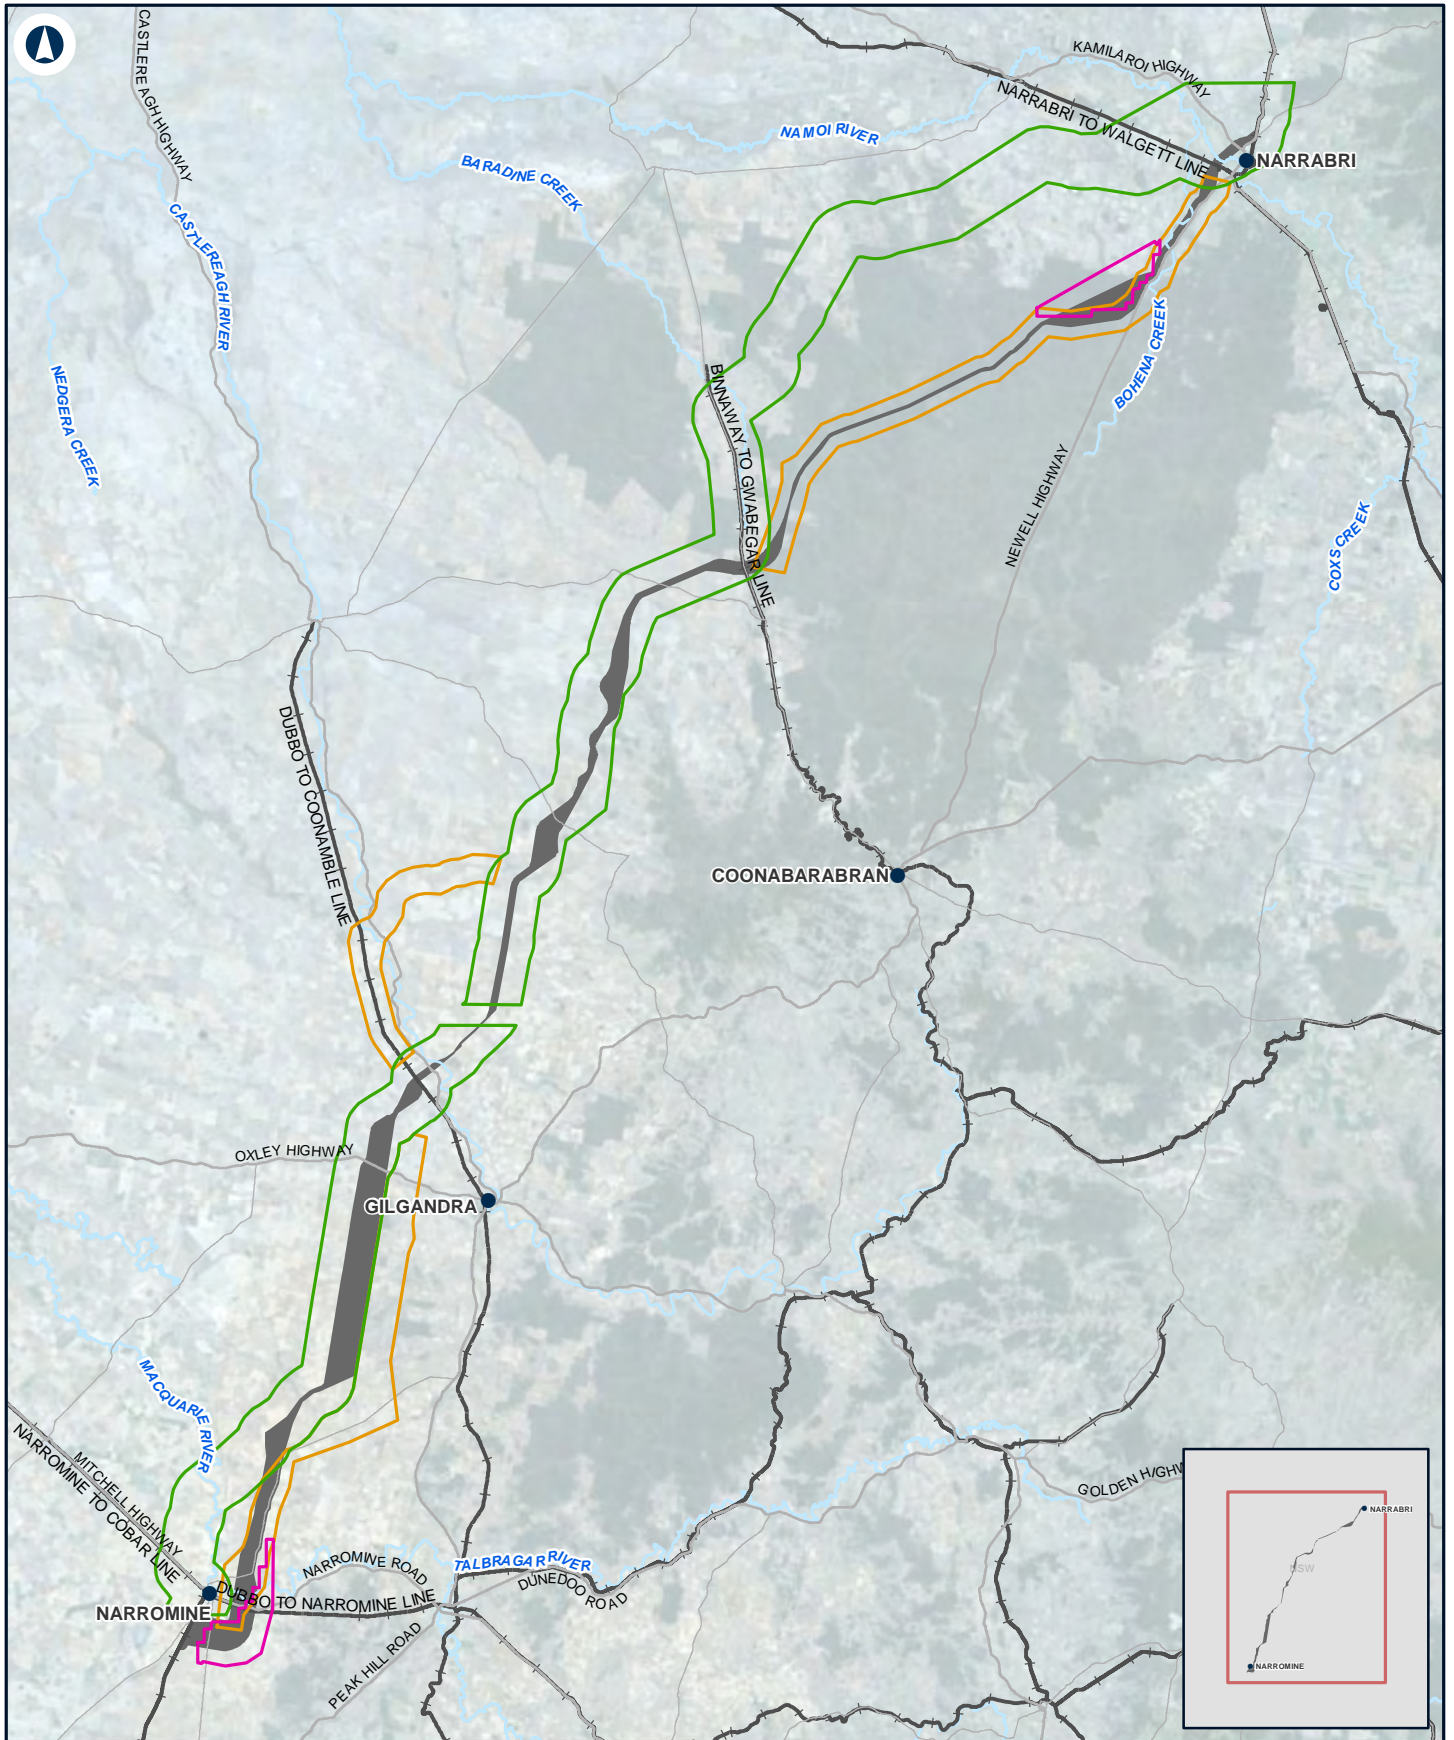 CASTLEREAGH HIGHWAY
KAMILAROI HIGHWAY
NARRABRI TO WALGETT LINE
NAMOI RIVER
NARRABRI
BARADINE CREEK
CASTLEREAGH RIVER
BOHENA CREEK
NEDGERA CREEK
BINNAWAY TO GWABEGAR LINE
NEWELL HIGHWAY
COXS CREEK
DUBBO TO COONAMBLE LINE
COONABARABRAN
OXLEY HIGHWAY
GILGANDRA
MACQUARIE RIVER
MITCHELL HIGHWAY
NARROMINE TO COBAR LINE
GOLDEN HIGHW
NARROMINE ROAD
TALBRAGAR RIVER
DUNEDOO ROAD
DUBBO TO NARROMINE LINE
NARROMINE
PEAK HILL ROAD
NARRABRI
NSW
NARROMINE